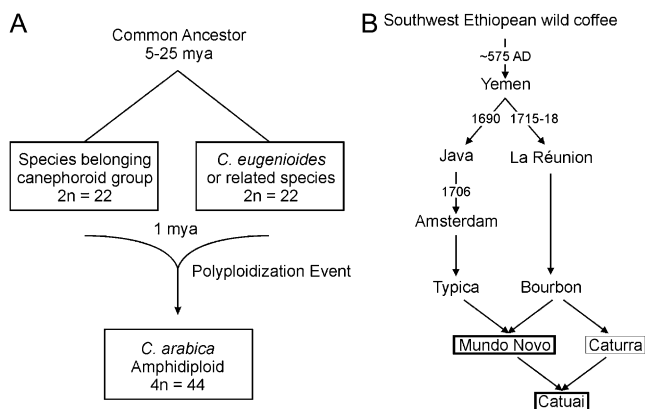 A
Common Ancestor
5-25 mya
Species belonging
canephoroid group
2n = 22
C. eugenioides
or related species
2n = 22
1 mya
Polyploidization Event
C. arabica
Amphidiploid
4n = 44
B
Southwest Ethiopean wild coffee
~575 AD
Yemen
1690 1715-18
Java La Réunion
1706
Amsterdam
Typica Bourbon
Mundo Novo Caturra
Catuai